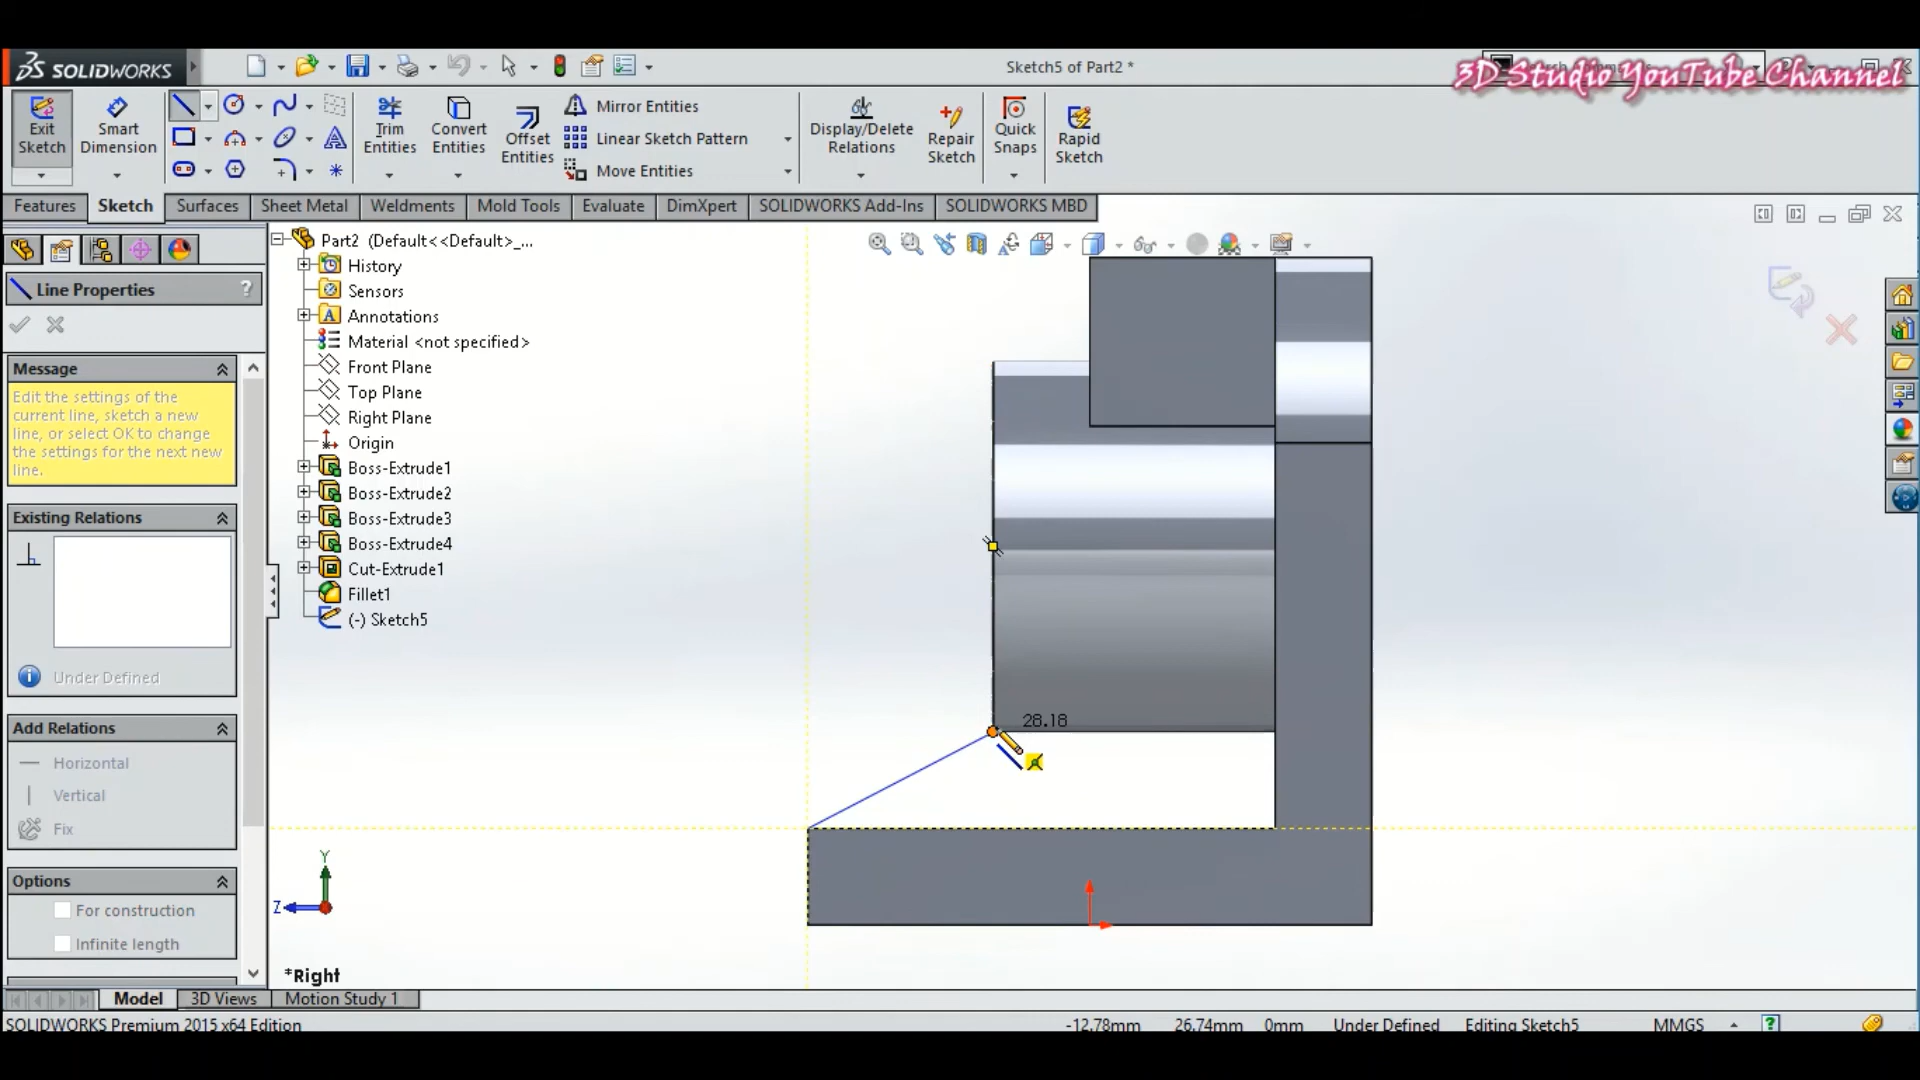 SOLIDWORKS
Sketch5 of Part2 *
3D Studio YouTube Channel
Exit
Sketch
Smart
Dimension
Trim
Entities
Convert
Entities
Offset
Entities
Mirror Entities
Linear Sketch Pattern
Move Entities
Display/Delete
Relations
Repair
Sketch
Quick
Snaps
Rapid
Sketch
Features Sketch Surfaces Sheet Metal Weldments Mold Tools Evaluate DimXpert SOLIDWORKS Add-Ins SOLIDWORKS MBD
Line Properties ?
Message
Edit the settings of the
current line, sketch a new
line, or select OK to change
the settings for the next new
line.
Existing Relations
Under Defined
Add Relations
Horizontal
Vertical
Fix
Options
For construction
Infinite length
Part2 (Default<<Default>_...
History
Sensors
Annotations
Material <not specified>
Front Plane
Top Plane
Right Plane
Origin
Boss-Extrude1
Boss-Extrude2
Boss-Extrude3
Boss-Extrude4
Cut-Extrude1
Fillet1
(-) Sketch5
28.18
Y
Z
*Right
Model 3D Views Motion Study 1
SOLIDWORKS Premium 2015 x64 Edition -12.78mm 26.74mm 0mm Under Defined Editing Sketch5 MMGS ?